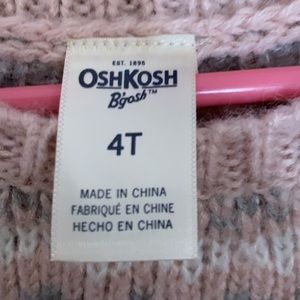 EST. 1895
OSHKOSH
B'gosh™
4T
MADE IN CHINA
FABRIQUÉ EN CHINE
HECHO EN CHINA